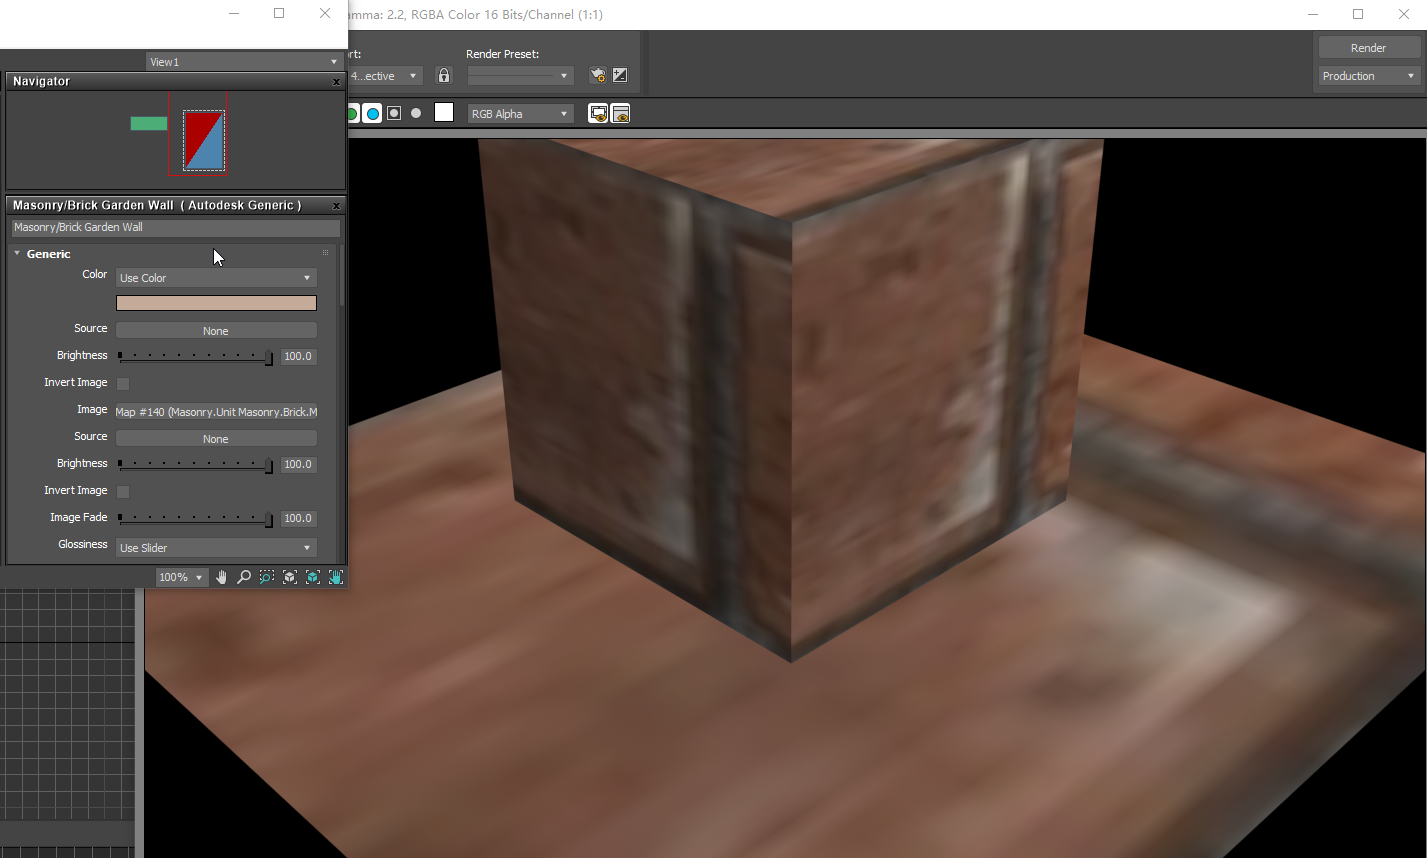 amma: 2.2, RGBA Color 16 Bits/Channel (1:1)
View1
Navigator
Masonry/Brick Garden Wall ( Autodesk Generic )
Masonry/Brick Garden Wall
Generic
Color
Use Color
Source
None
Brightness
100.0
Invert Image
Image
Map #140 (Masonry.Unit Masonry.Brick.M
Source
None
Brightness
100.0
Invert Image
Image Fade
100.0
Glossiness
Use Slider
100%
ort:
4...ective
Render Preset:
RGB Alpha
Render
Production